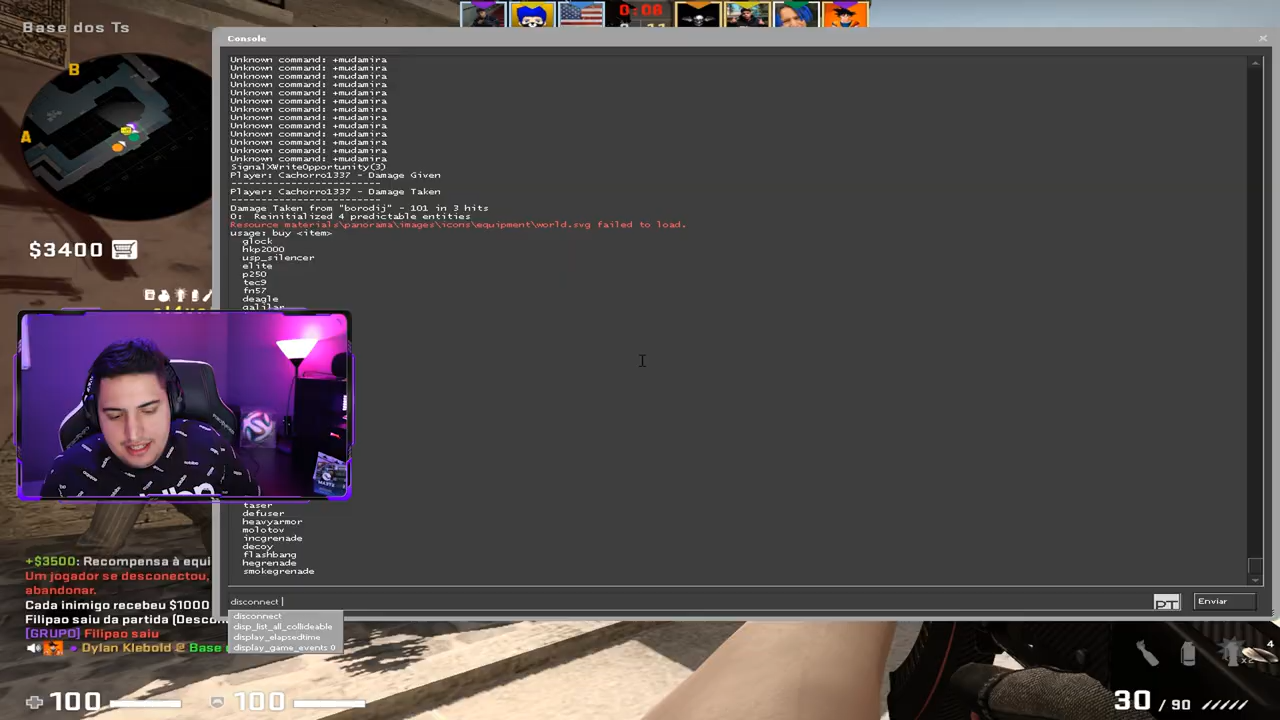 Base dos Ts
0:06
B
A
$3400
Console
Unknown command: +mudamira
Unknown command: +mudamira
Unknown command: +mudamira
Unknown command: +mudamira
Unknown command: +mudamira
Unknown command: +mudamira
Unknown command: +mudamira
Unknown command: +mudamira
Unknown command: +mudamira
Unknown command: +mudamira
Unknown command: +mudamira
Unknown command: +mudamira
Unknown command: +mudamira
SignalXWriteOpportunity(3)
Player: Cachorro1337 - Damage Given
-------------------------
Player: Cachorro1337 - Damage Taken
-------------------------
Damage Taken from "borodij" - 101 in 3 hits
0: Reinitialized 4 predictable entities
Resource materials\panorama\images\icons\equipment\world.svg failed to load.
usage: buy <item>
glock
hkp2000
usp_silencer
elite
p250
tec9
fn57
deagle
galilar
taser
defuser
heavyarmor
molotov
incgrenade
decoy
flashbang
hegrenade
smokegrenade
disconnect
PT
Enviar
disconnect
disp_list_all_collideable
display_elapsedtime
display_game_events 0
+$3500: Recompensa à equi
Um jogador se desconectou,
abandonar.
Cada inimigo recebeu $1000
Filipao saiu da partida (Descon
[GRUPO] Filipao saiu
Dylan Klebold @ Base
100
100
30 / 90
x2
4